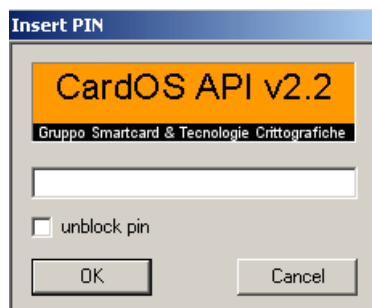 Insert PIN
CardOS API v2.2
Gruppo Smartcard & Tecnologie Crittografiche
unblock pin
OK Cancel